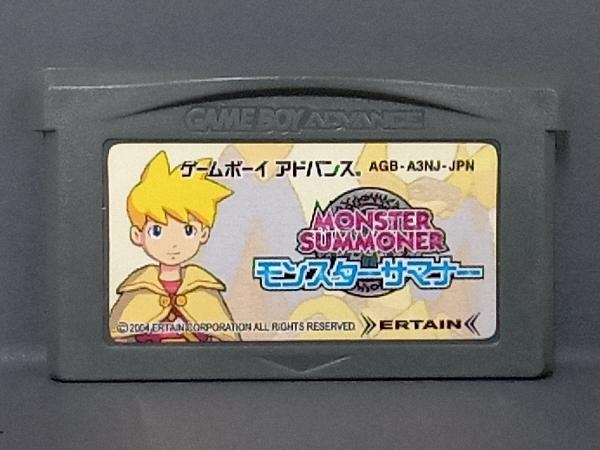 GAME BOY ADVANCE
ゲームボーイ アドバンス。 AGB-A3NJ-JPN
MONSTER
SUMMONER
モンスターサマナー
©2004 ERTAIN CORPORATION ALL RIGHTS RESERVED.
ERTAIN